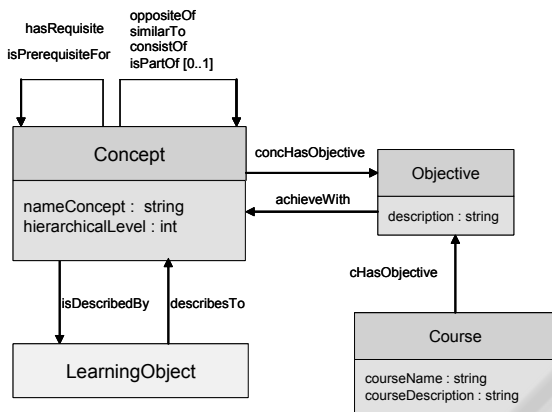 hasRequisite
isPrerequisiteFor
oppositeOf
similarTo
consistOf
isPartOf [0..1]
Concept
nameConcept : string
hierarchicalLevel : int
concHasObjective
achieveWith
Objective
description : string
cHasObjective
isDescribedBy
describesTo
LearningObject
Course
courseName : string
courseDescription : string